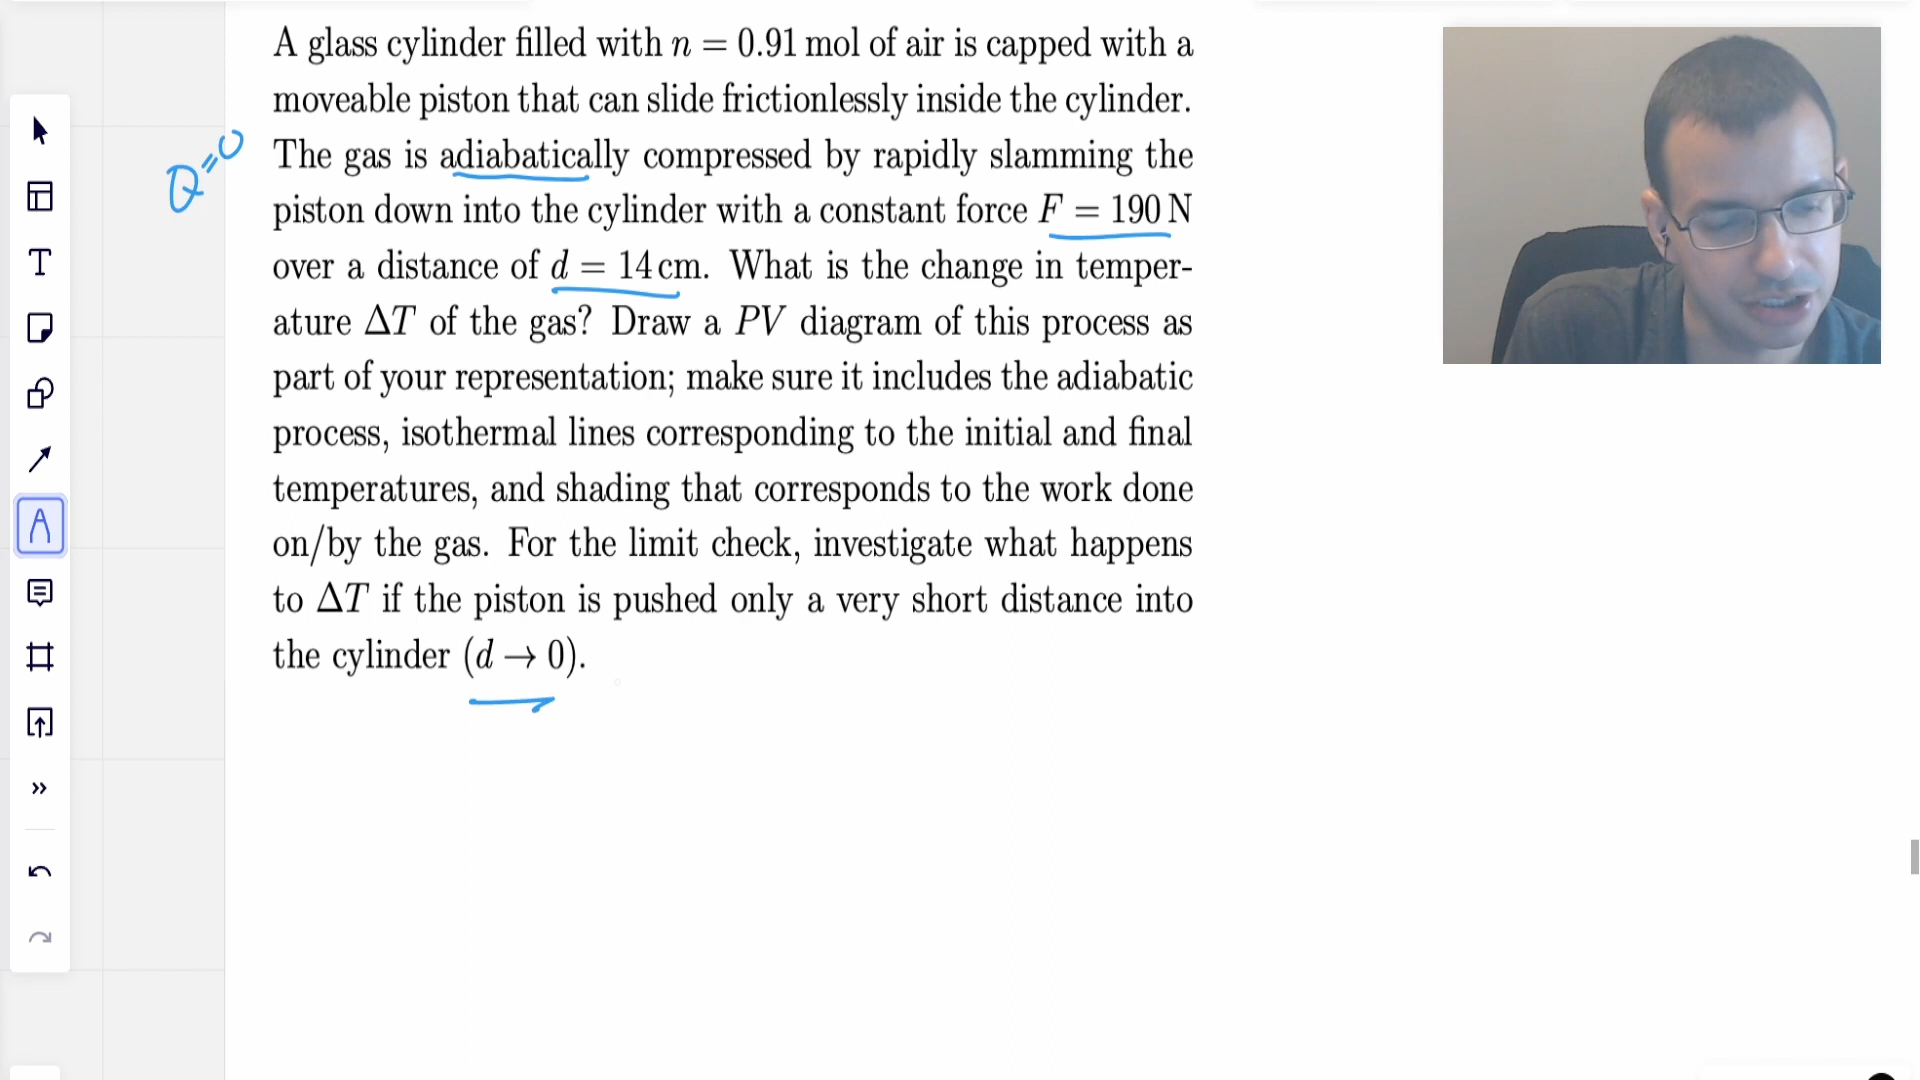 A glass cylinder filled with n = 0.91 mol of air is capped with a
moveable piston that can slide frictionlessly inside the cylinder.
Q=0
The gas is adiabatically compressed by rapidly slamming the
piston down into the cylinder with a constant force F = 190 N
over a distance of d = 14 cm. What is the change in temper-
ature ΔT of the gas? Draw a PV diagram of this process as
part of your representation; make sure it includes the adiabatic
process, isothermal lines corresponding to the initial and final
temperatures, and shading that corresponds to the work done
on/by the gas. For the limit check, investigate what happens
to ΔT if the piston is pushed only a very short distance into
the cylinder (d → 0).